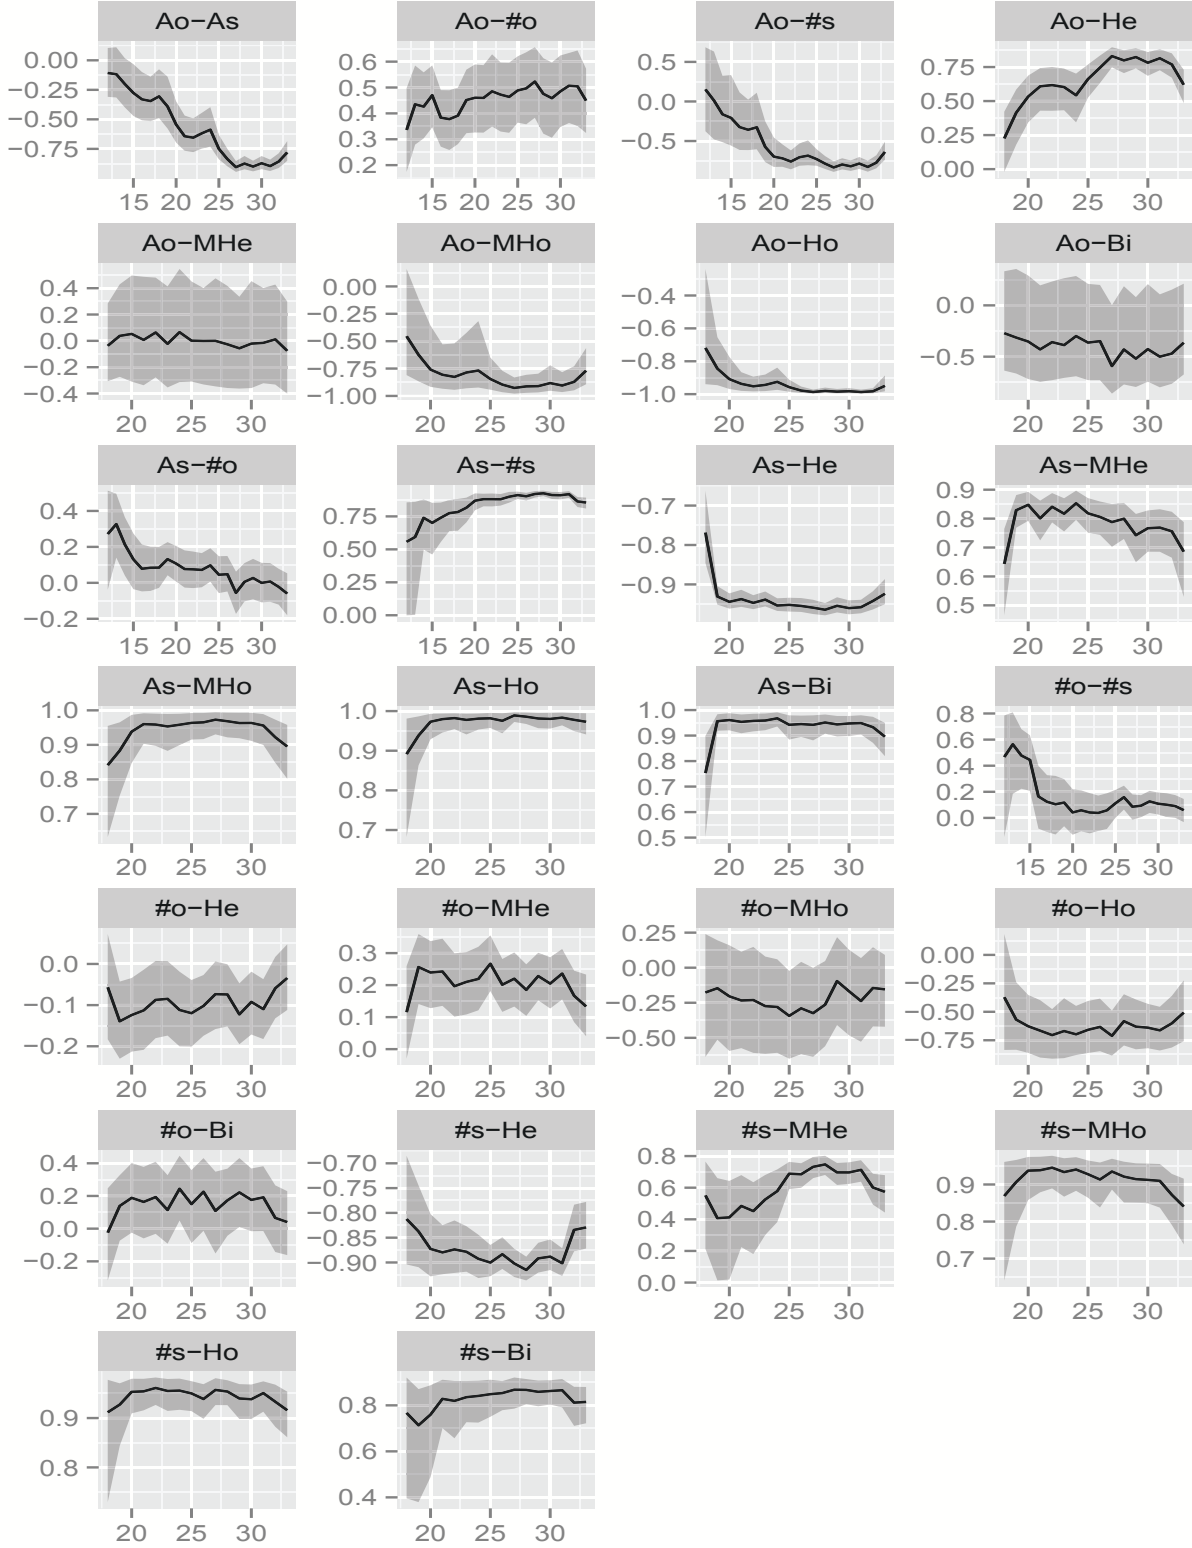 Ao−As Ao−#o Ao−#s Ao−He
0.00 0.6 0.5 0.75
−0.25 0.5 0.0 0.50
−0.50 0.4 −0.5 0.25
−0.75 0.3 0.00
0.2
15 20 25 30 15 20 25 30 15 20 25 30 20 25 30
Ao−MHe Ao−MHo Ao−Ho Ao−Bi
0.4 0.00 −0.4 0.0
0.2 −0.25 −0.6 −0.5
0.0 −0.50 −0.8
−0.2 −0.75 −1.0
−0.4 −1.00
20 25 30 20 25 30 20 25 30 20 25 30
As−#o As−#s As−He As−MHe
0.4 0.75 −0.7 0.9
0.2 0.50 −0.8 0.8
0.0 0.25 −0.9 0.7
−0.2 0.00 0.6
0.5
15 20 25 30 15 20 25 30 20 25 30 20 25 30
As−MHo As−Ho As−Bi #o−#s
1.0 1.0 1.0 0.8
0.9 0.9 0.9 0.6
0.8 0.8 0.8 0.4
0.7 0.7 0.7 0.2
0.6 0.0
0.5
20 25 30 20 25 30 20 25 30 15 20 25 30
#o−He #o−MHe #o−MHo #o−Ho
0.0 0.3 0.25 0.00
−0.1 0.2 0.00 −0.25
−0.2 0.1 −0.25 −0.50
0.0 −0.50 −0.75
20 25 30 20 25 30 20 25 30 20 25 30
#o−Bi #s−He #s−MHe #s−MHo
0.4 −0.70 0.8 0.9
0.2 −0.75 0.6 0.8
0.0 −0.80 0.4 0.7
−0.2 −0.85 0.2
−0.90 0.0
20 25 30 20 25 30 20 25 30 20 25 30
#s−Ho #s−Bi
0.9 0.8
0.8 0.6
0.4
20 25 30 20 25 30